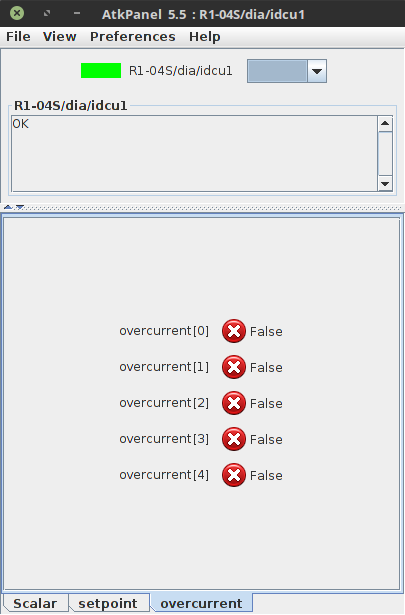 AtkPanel 5.5 : R1-04S/dia/idcu1
File View Preferences Help
R1-04S/dia/idcu1
R1-04S/dia/idcu1
OK
overcurrent[0] False
overcurrent[1] False
overcurrent[2] False
overcurrent[3] False
overcurrent[4] False
Scalar setpoint overcurrent